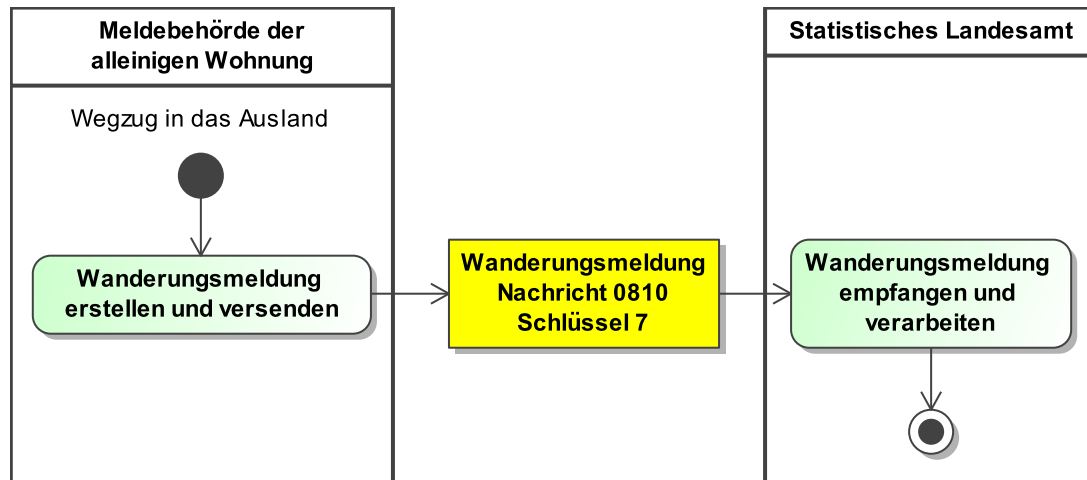 Meldebehörde der
alleinigen Wohnung
Wegzug in das Ausland
Wanderungsmeldung
erstellen und versenden
Wanderungsmeldung
Nachricht 0810
Schlüssel 7
Statistisches Landesamt
Wanderungsmeldung
empfangen und
verarbeiten